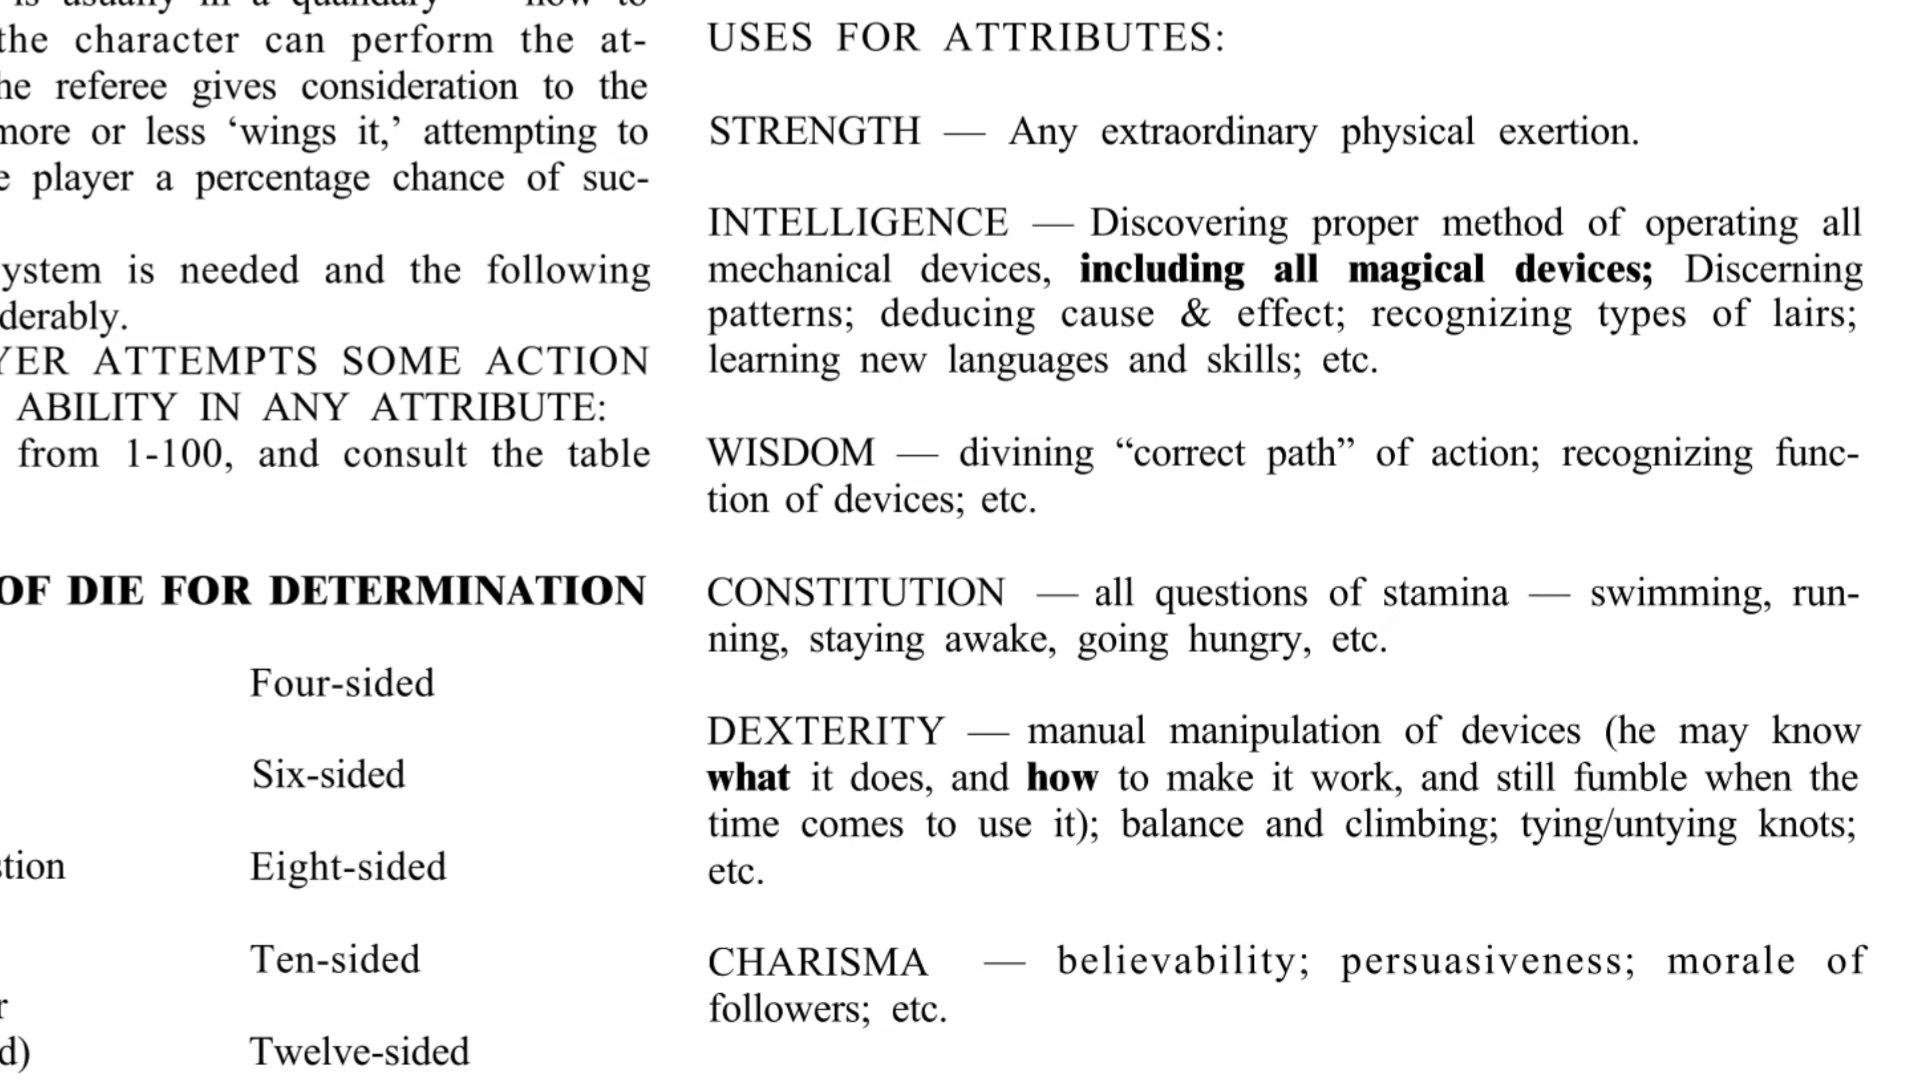 the character can perform the at-
referee gives consideration to the
more or less ‘wings it,’ attempting to
player a percentage chance of suc-
is needed and the following
ATTEMPTS SOME ACTION
ABILITY IN ANY ATTRIBUTE:
from 1-100, and consult the table
OF DIE FOR DETERMINATION
Four-sided
Six-sided
Eight-sided
Ten-sided
Twelve-sided
USES FOR ATTRIBUTES:
STRENGTH — Any extraordinary physical exertion.
INTELLIGENCE — Discovering proper method of operating all
mechanical devices, including all magical devices; Discerning
patterns; deducing cause & effect; recognizing types of lairs;
learning new languages and skills; etc.
WISDOM — divining “correct path” of action; recognizing func-
tion of devices; etc.
CONSTITUTION — all questions of stamina — swimming, run-
ning, staying awake, going hungry, etc.
DEXTERITY — manual manipulation of devices (he may know
what it does, and how to make it work, and still fumble when the
time comes to use it); balance and climbing; tying/untying knots;
etc.
CHARISMA — believability; persuasiveness; morale of
followers; etc.